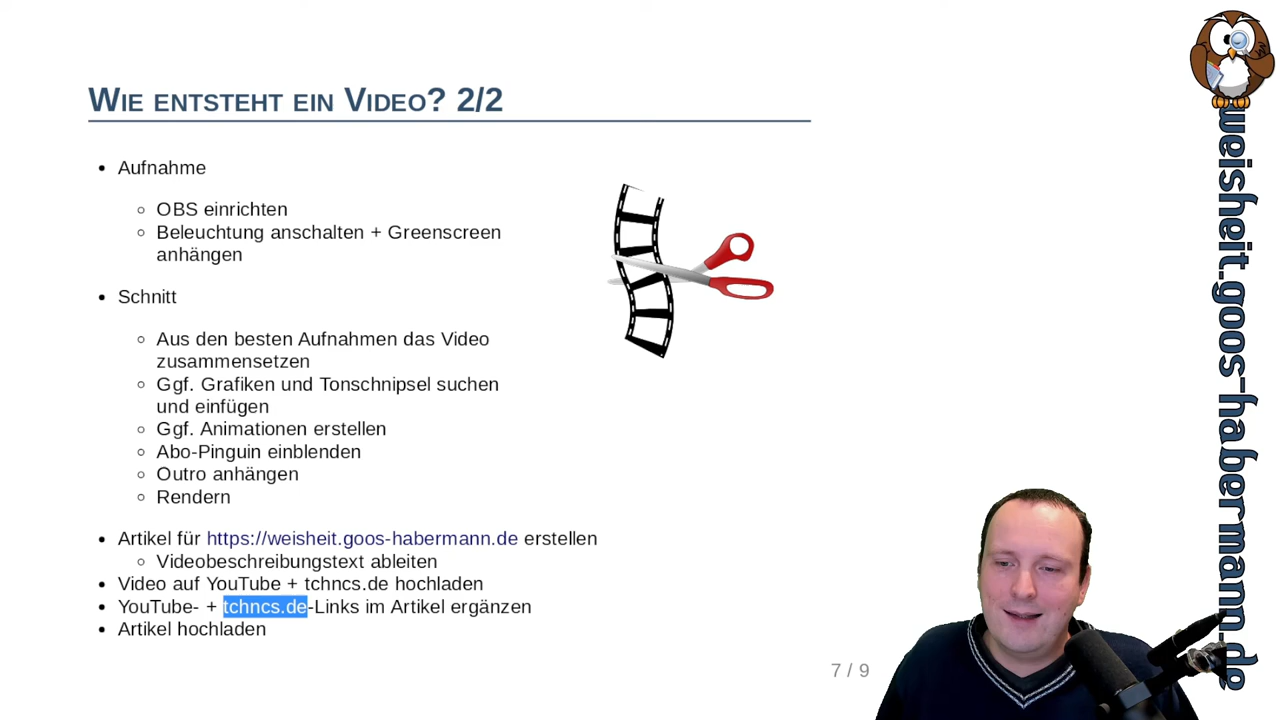 Wie entsteht ein Video? 2/2
Aufnahme
OBS einrichten
Beleuchtung anschalten + Greenscreen
anhängen
Schnitt
Aus den besten Aufnahmen das Video
zusammensetzen
Ggf. Grafiken und Tonschnipsel suchen
und einfügen
Ggf. Animationen erstellen
Abo-Pinguin einblenden
Outro anhängen
Rendern
Artikel für https://weisheit.goos-habermann.de erstellen
Videobeschreibungstext ableiten
Video auf YouTube + tchncs.de hochladen
YouTube- + tchncs.de-Links im Artikel ergänzen
Artikel hochladen
7 / 9
weisheit.goos-habermann.de